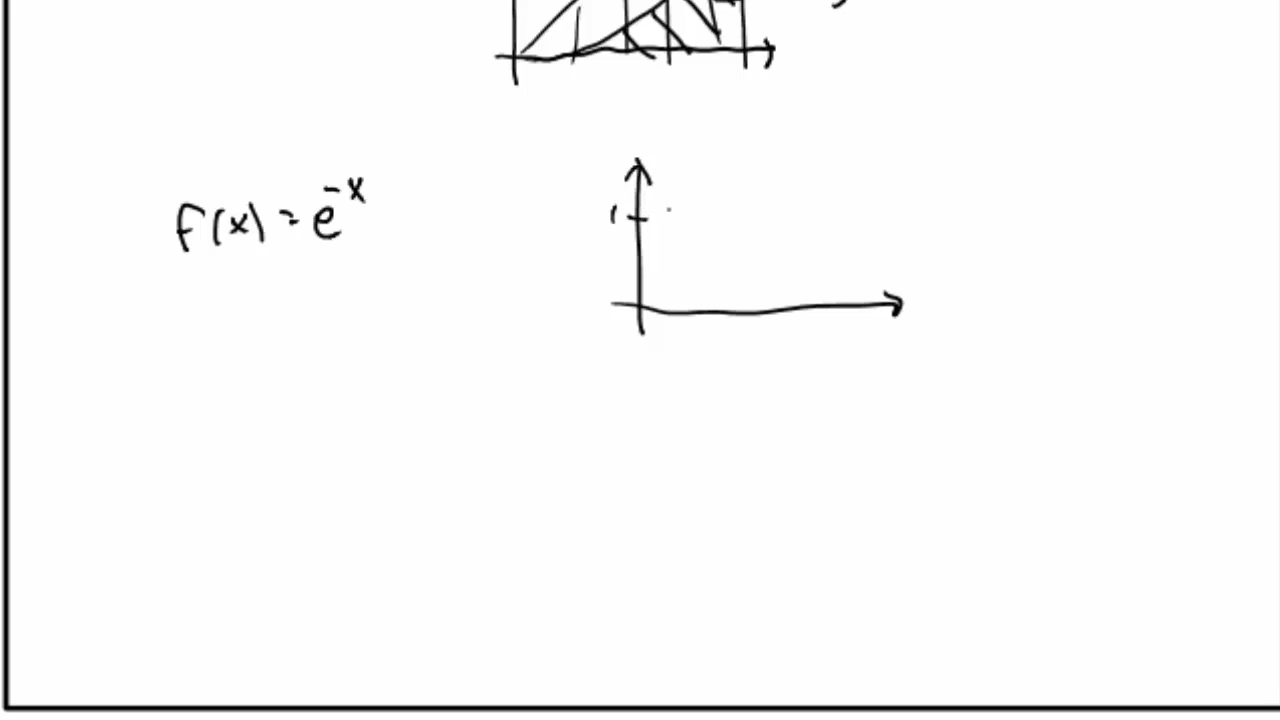 f(x) = e^{-x}
1